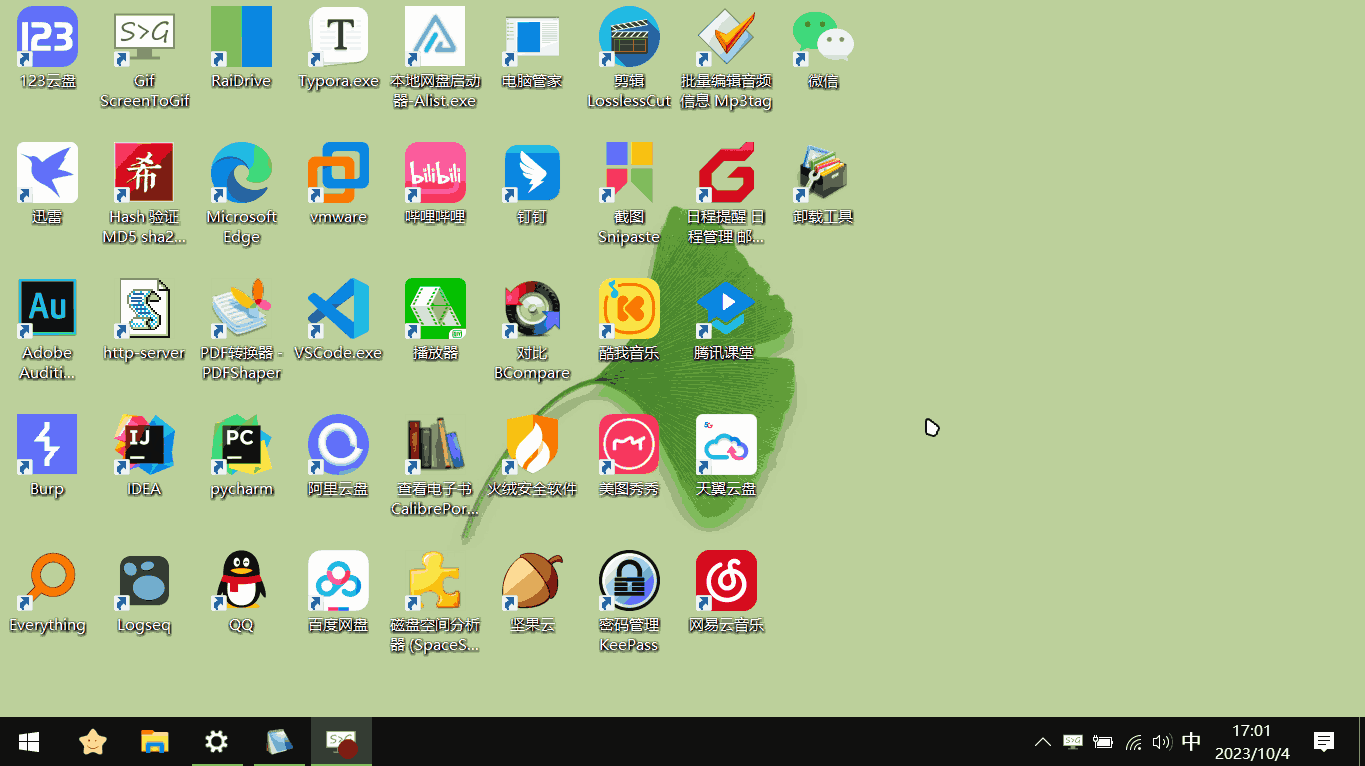 123
S>G
T
123云盘
Gif
ScreenToGif
RaiDrive
Typora.exe
本地网盘启动
器-Alist.exe
电脑管家
剪辑
LosslessCut
批量编辑音频
信息 Mp3tag
微信
希
bilibili
迅雷
Hash 验证
MD5 sha2...
Microsoft
Edge
vmware
哔哩哔哩
钉钉
截图
Snipaste
日程提醒 日
程管理 邮...
卸载工具
Au
Adobe
Auditi...
http-server
PDF转换器 -
PDFShaper
VSCode.exe
播放器
对比
BCompare
酷我音乐
腾讯课堂
IJ
PC
Burp
IDEA
pycharm
阿里云盘
查看电子书
CalibrePor...
火绒安全软件
美图秀秀
天翼云盘
Everything
Logseq
QQ
百度网盘
磁盘空间分析
器 (SpaceS...
坚果云
密码管理
KeePass
网易云音乐
S>G
S>G
中
17:01
2023/10/4